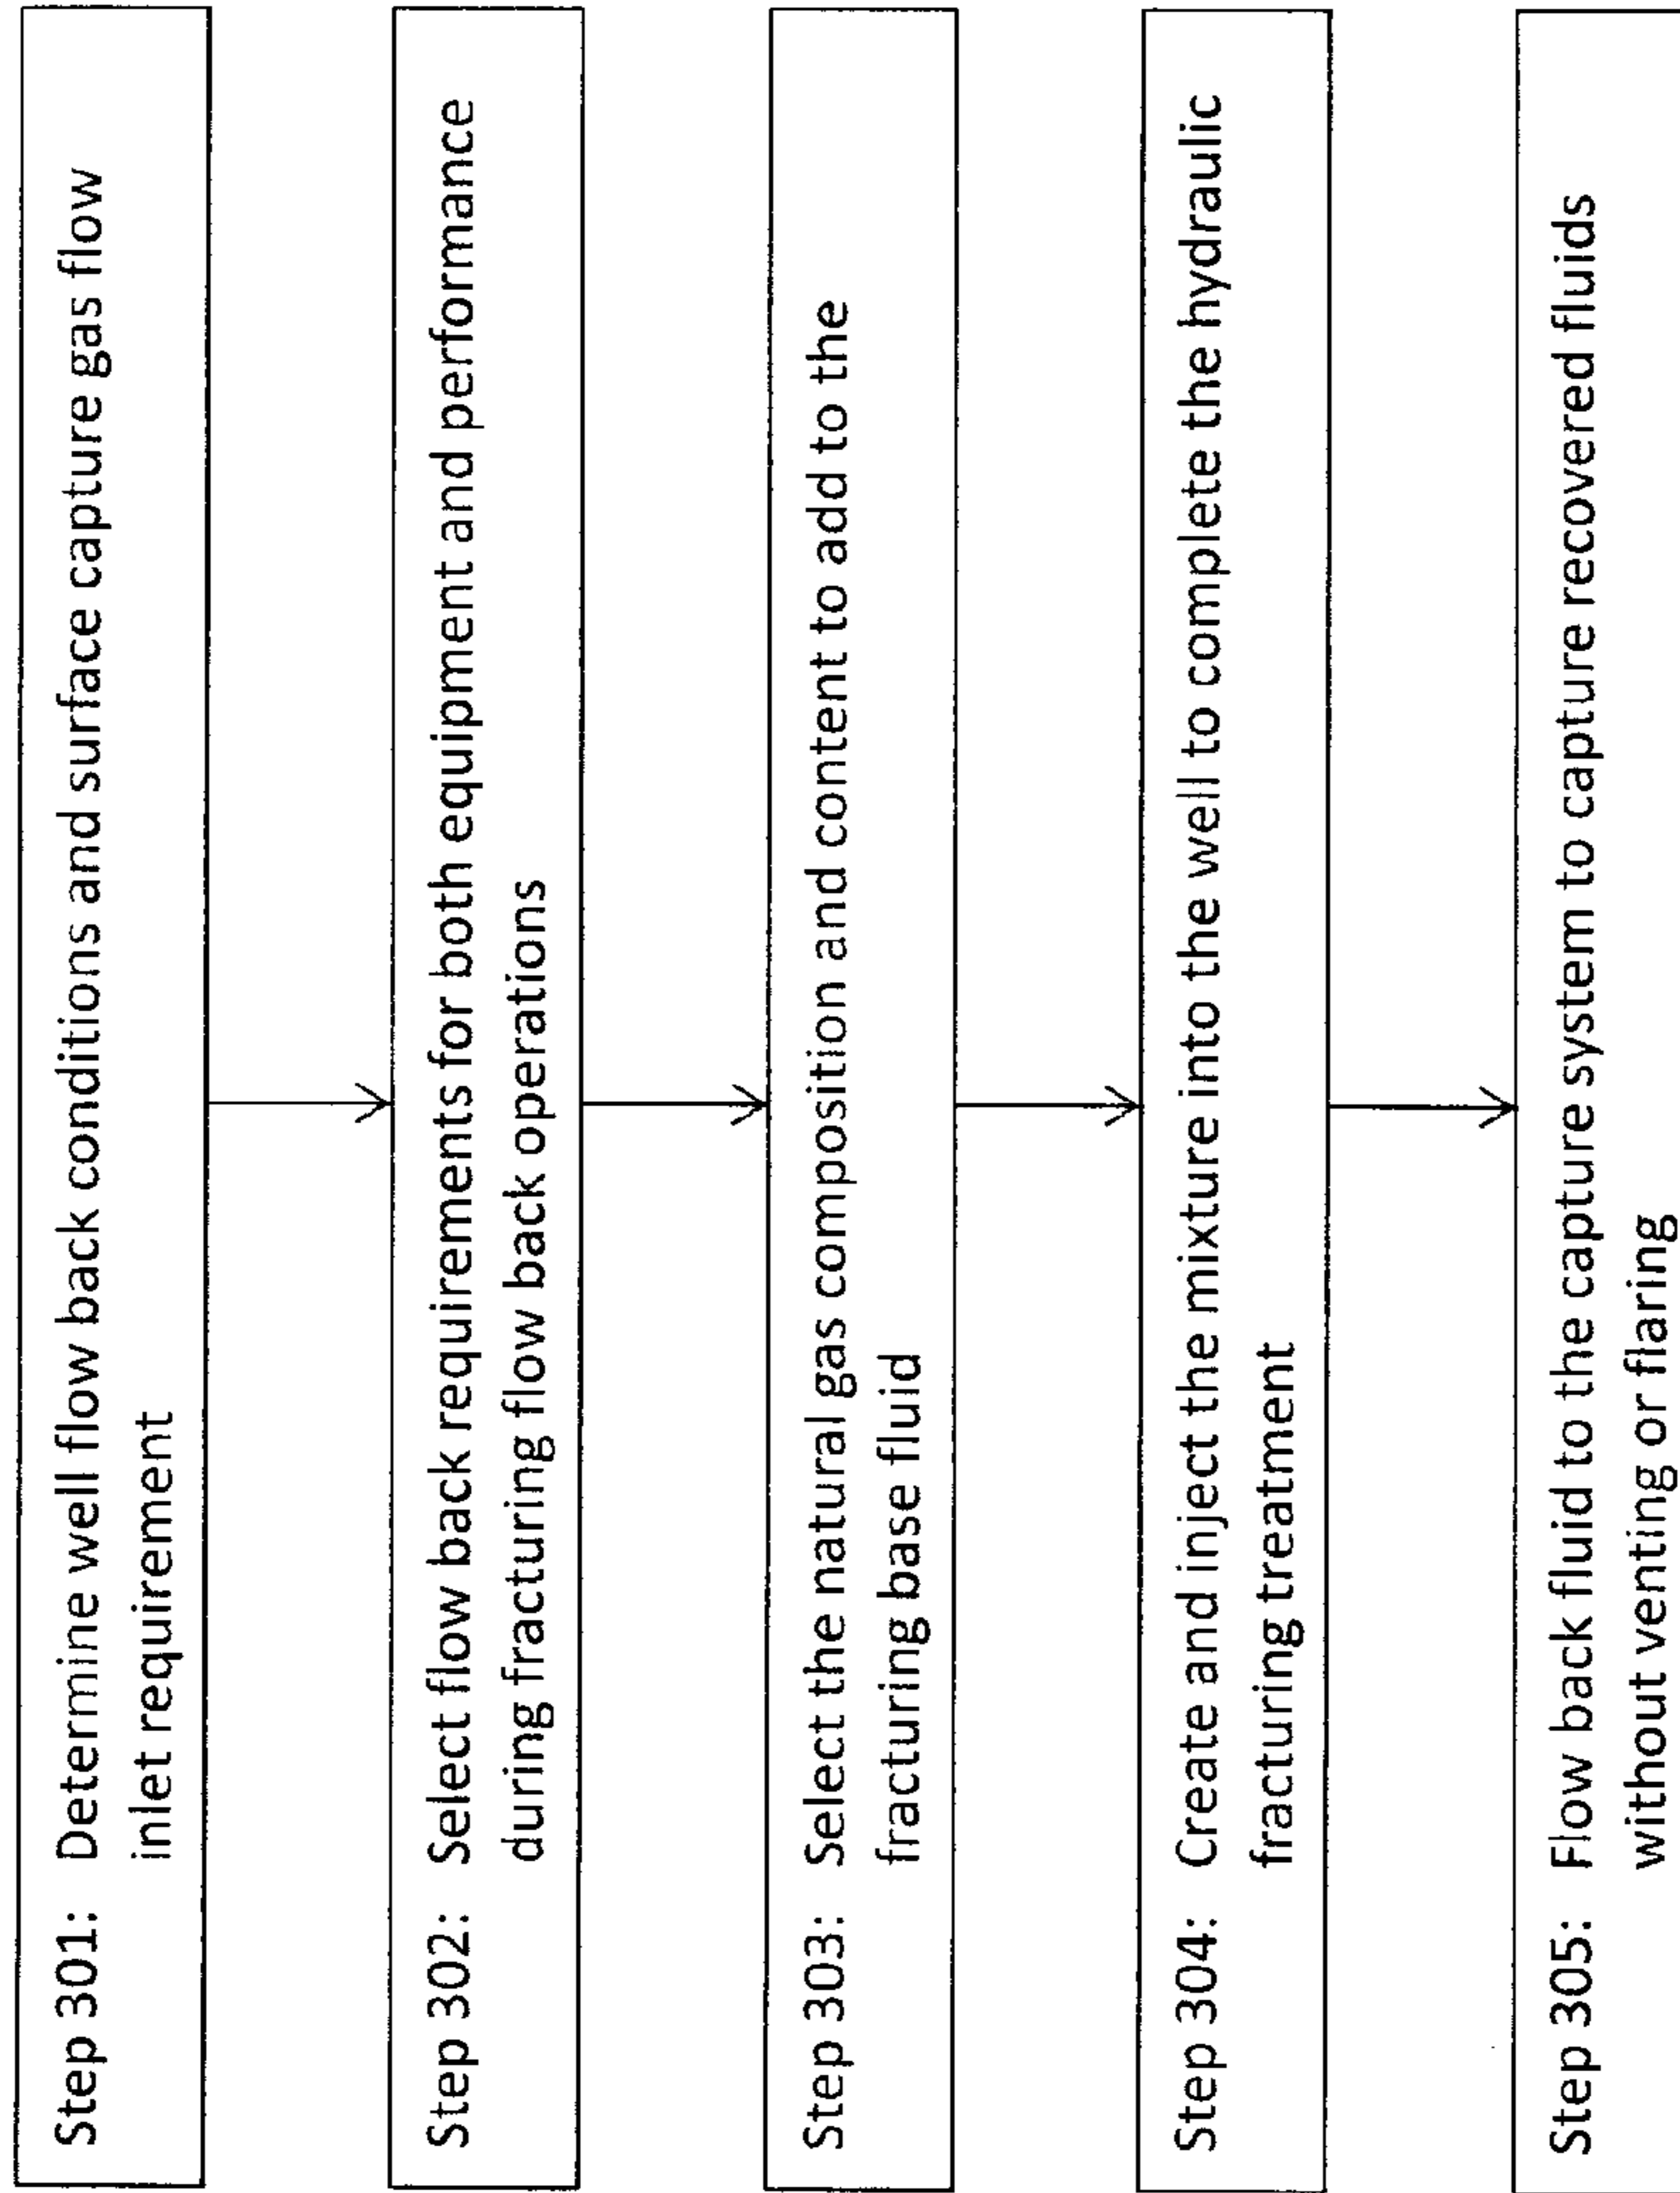 Step 301: Determine well flow back conditions and surface capture gas flow
inlet requirement
Step 302: Select flow back requirements for both equipment and performance
during fracturing flow back operations
Step 303: Select the natural gas composition and content to add to the
fracturing base fluid
Step 304: Create and inject the mixture into the well to complete the hydraulic
fracturing treatment
Step 305: Flow back fluid to the capture system to capture recovered fluids
without venting or flaring